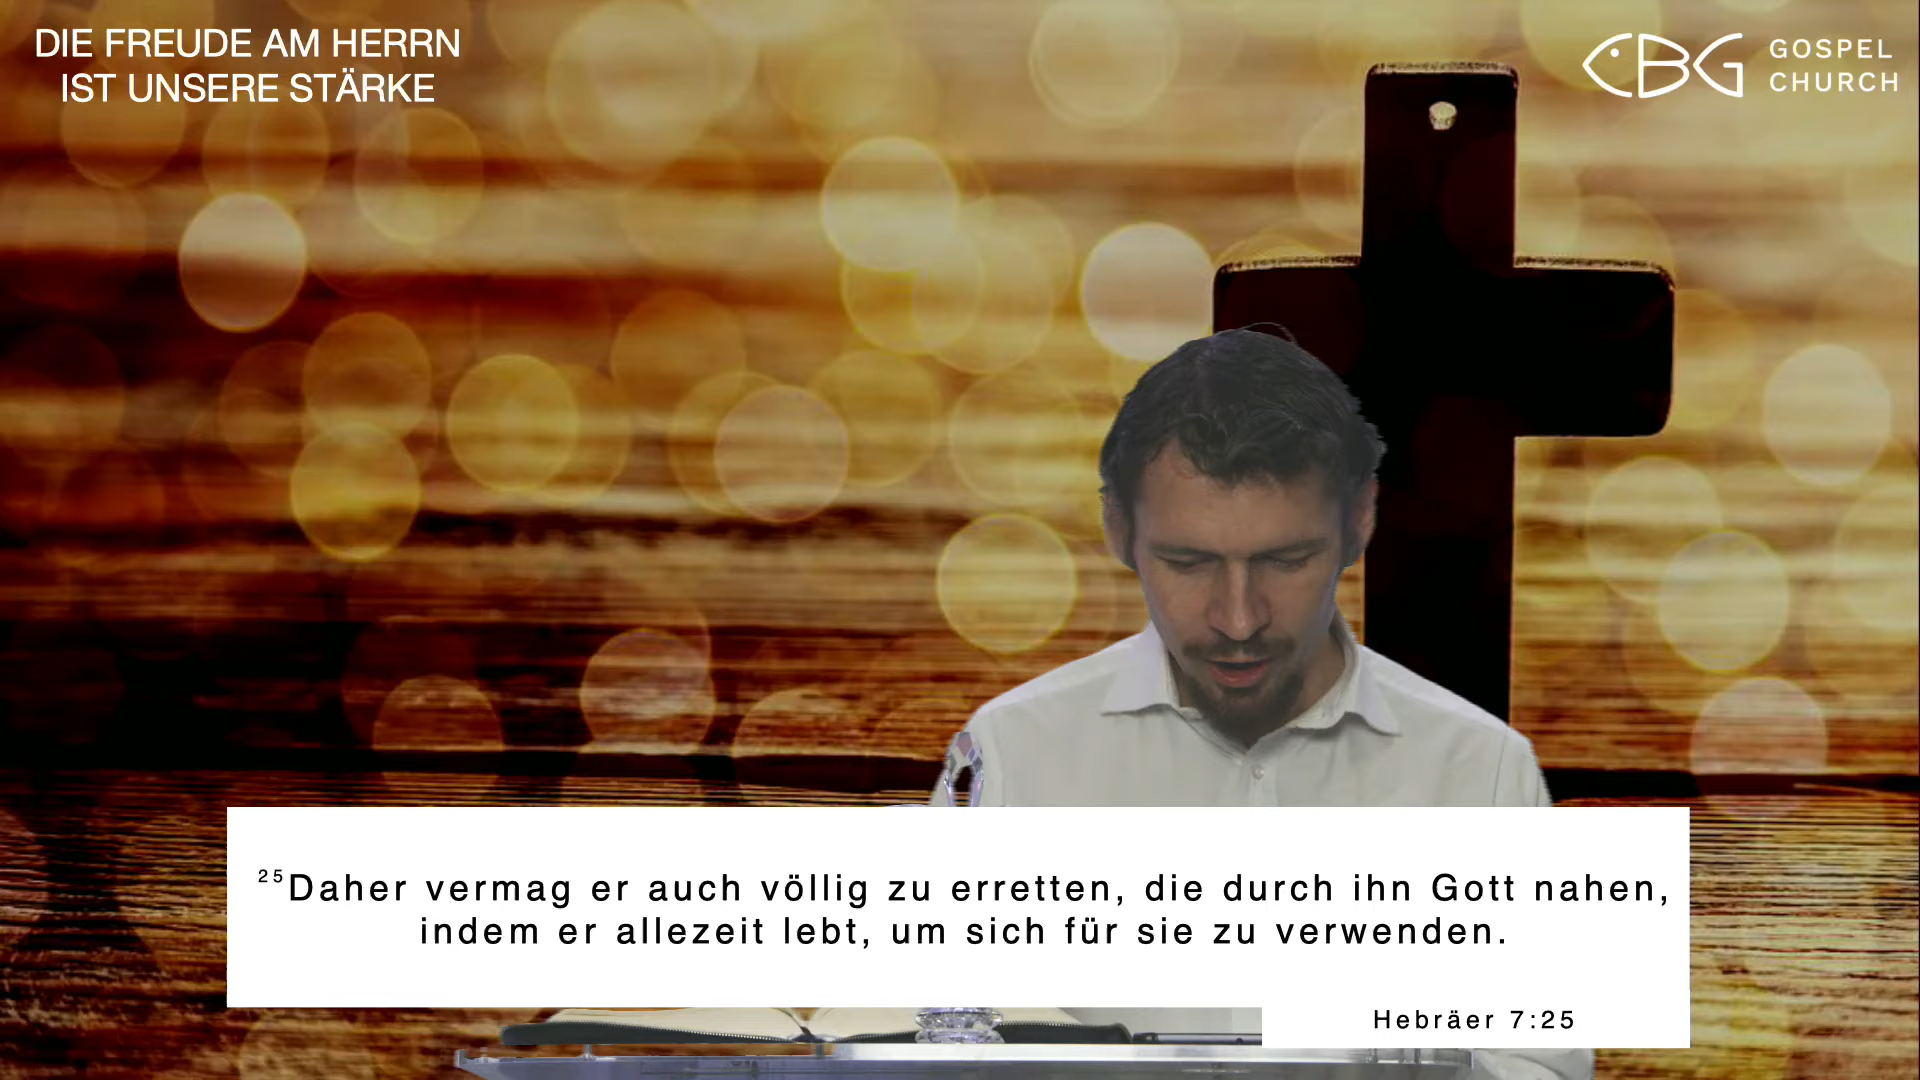 DIE FREUDE AM HERRN
IST UNSERE STÄRKE
CBG GOSPEL
CHURCH
25Daher vermag er auch völlig zu erretten, die durch ihn Gott nahen,
indem er allezeit lebt, um sich für sie zu verwenden.
Hebräer 7:25